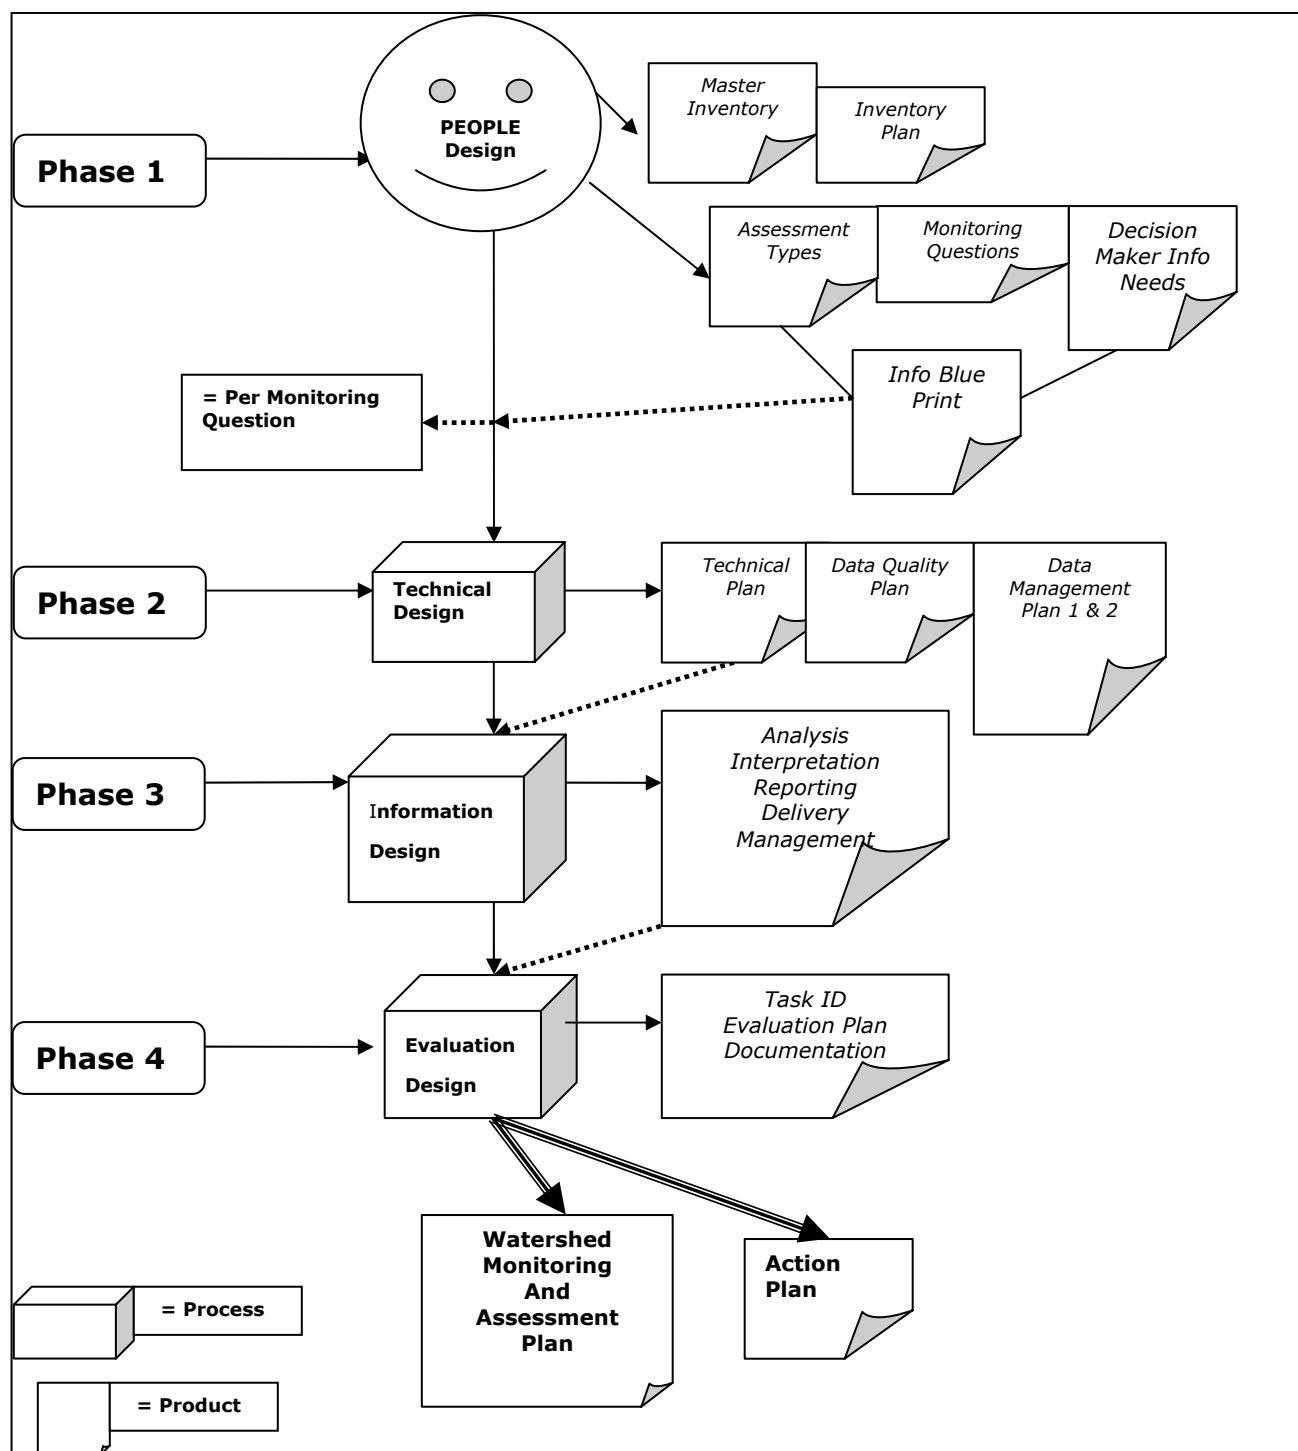 PEOPLE
Design
Master
Inventory
Inventory
Plan
Phase 1
Assessment
Types
Monitoring
Questions
Decision
Maker Info
Needs
Info Blue
Print
= Per Monitoring
Question
Phase 2
Technical
Design
Technical
Plan
Data Quality
Plan
Data
Management
Plan 1 & 2
Phase 3
Information
Design
Analysis
Interpretation
Reporting
Delivery
Management
Phase 4
Evaluation
Design
Task ID
Evaluation Plan
Documentation
Watershed
Monitoring
And
Assessment
Plan
Action
Plan
= Process
= Product